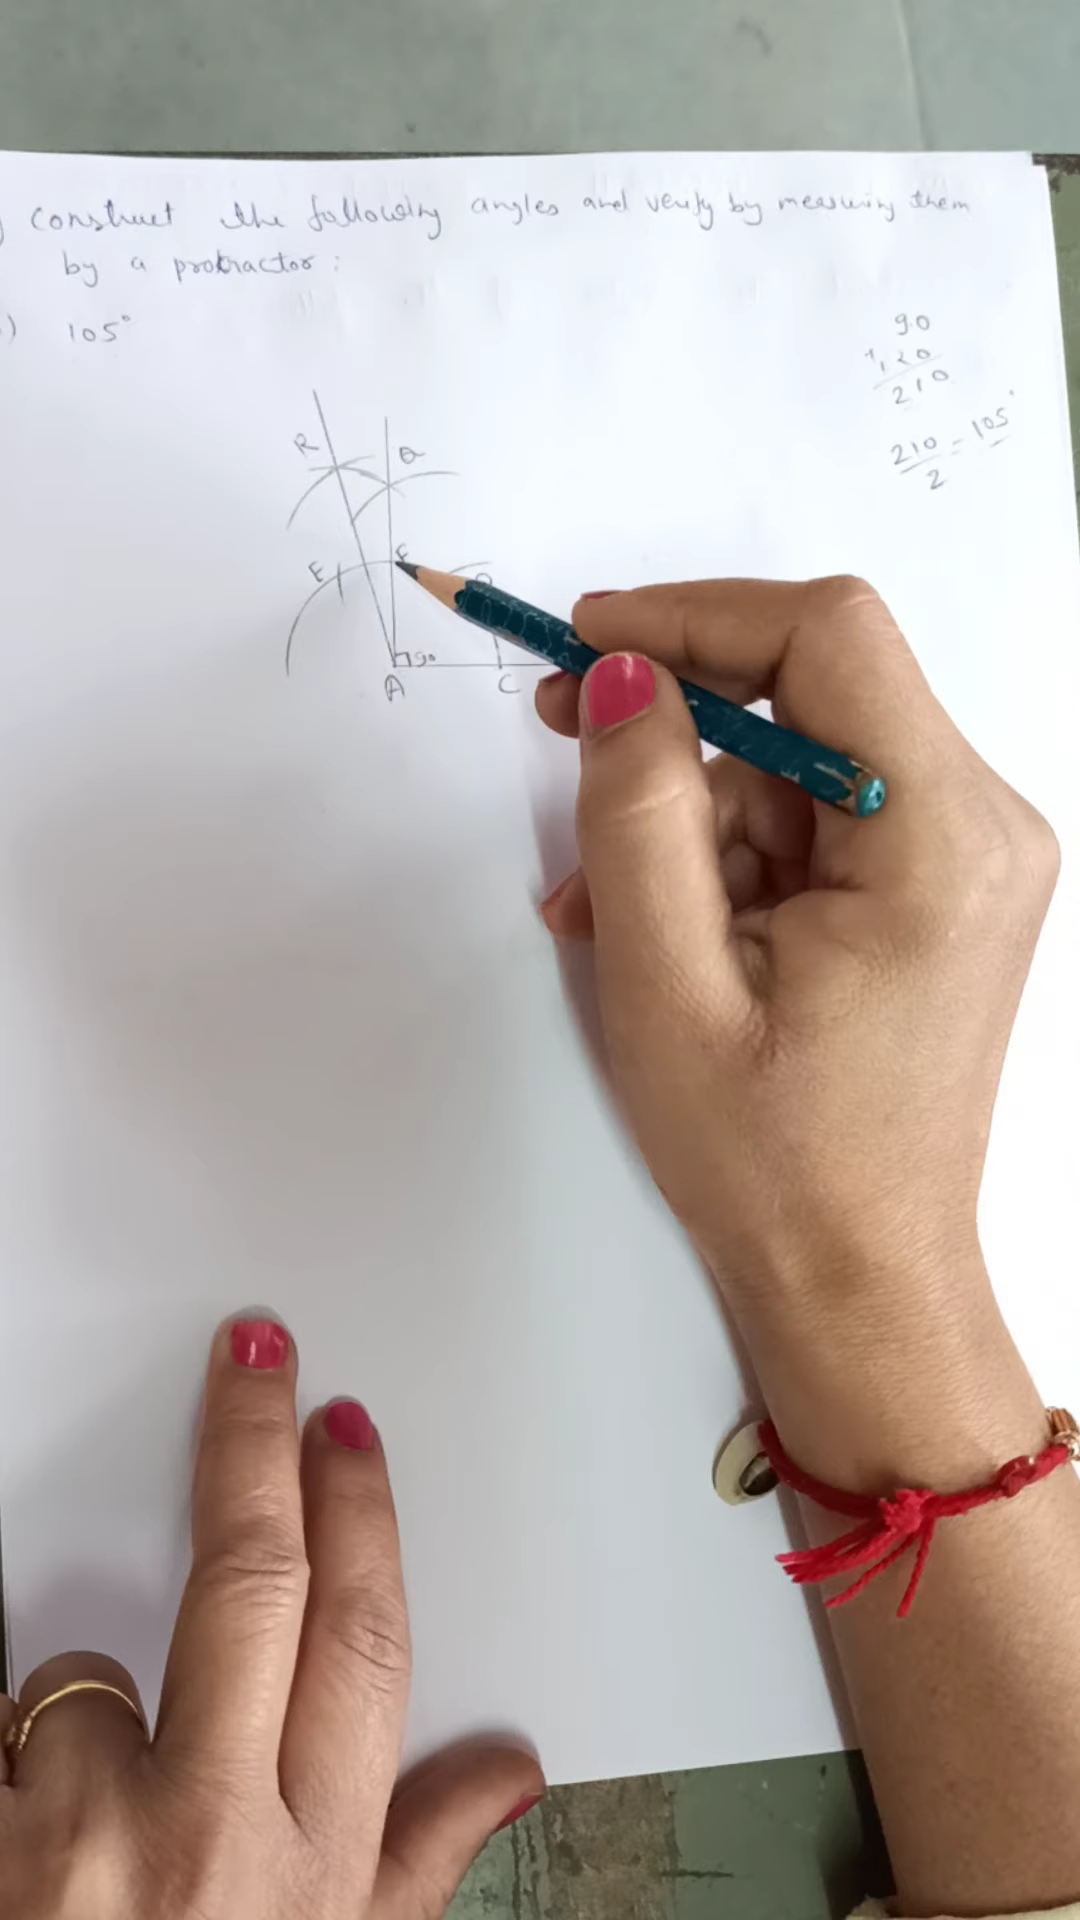 construct the following angles and verify by measuring them
by a protractor:
) 105°
90
+120
210
210/2 = 105°
R
Q
E
F
D
90
A
C